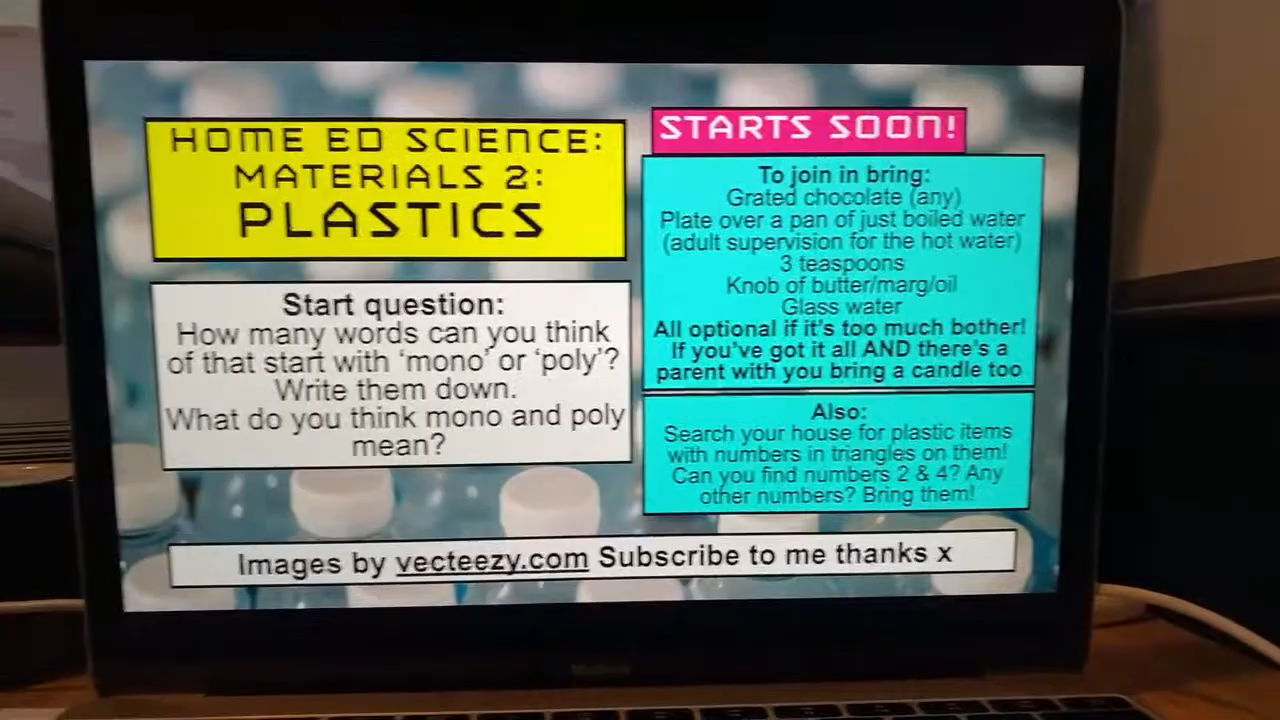 HOME ED SCIENCE:
MATERIALS 2:
PLASTICS
Start question:
How many words can you think
of that start with ‘mono’ or ‘poly’?
Write them down.
What do you think mono and poly
mean?
STARTS SOON!
To join in bring:
Grated chocolate (any)
Plate over a pan of just boiled water
(adult supervision for the hot water)
3 teaspoons
Knob of butter/marg/oil
Glass water
All optional if it's too much bother!
If you've got it all AND there's a
parent with you bring a candle too
Also:
Search your house for plastic items
with numbers in triangles on them!
Can you find numbers 2 & 4? Any
other numbers? Bring them!
Images by vecteezy.com Subscribe to me thanks x